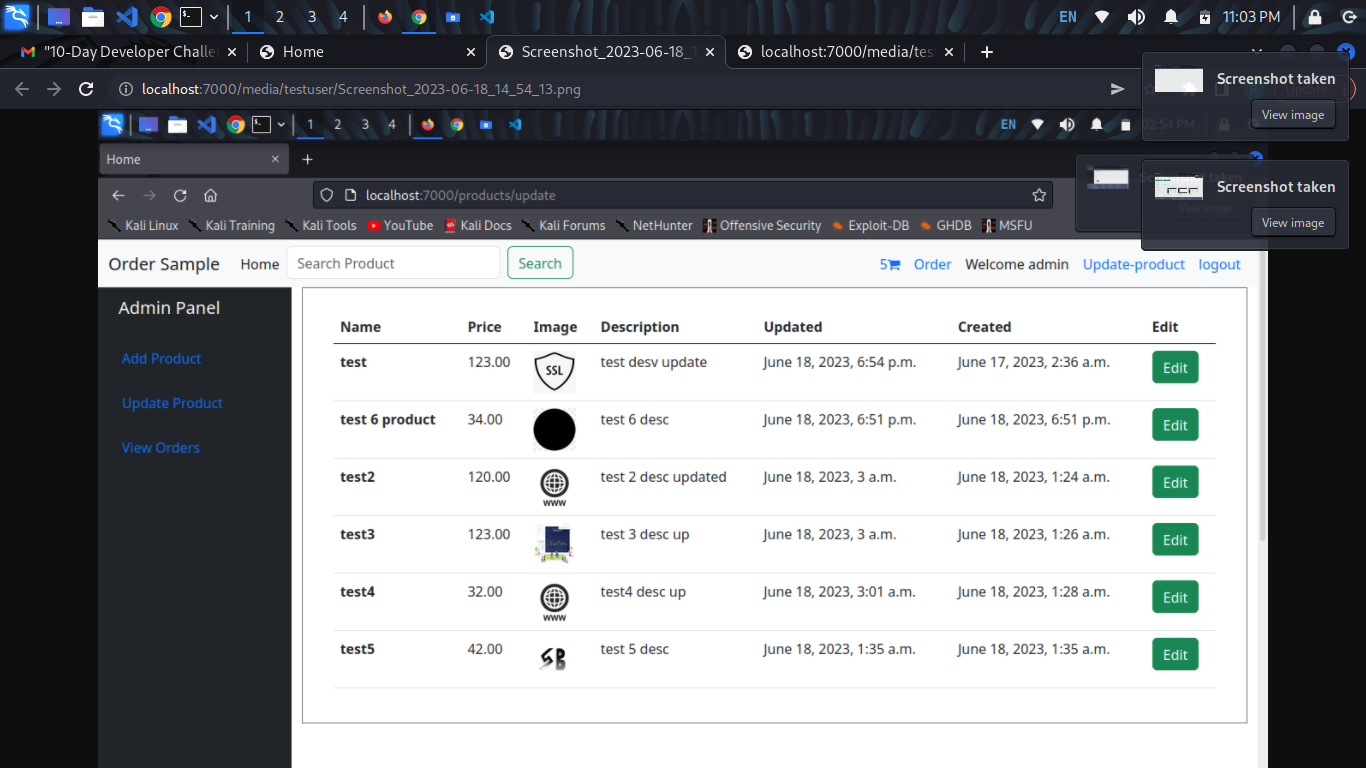 1 2 3 4 EN 11:03 PM
"10-Day Developer Challe × Home × Screenshot_2023-06-18_1 × localhost:7000/media/tes × +
localhost:7000/media/testuser/Screenshot_2023-06-18_14_54_13.png
Screenshot taken
View image
1 2 3 4 EN 02:54 PM
Home × +
Screenshot taken
View image
localhost:7000/products/update
Kali Linux Kali Training Kali Tools YouTube Kali Docs Kali Forums NetHunter Offensive Security Exploit-DB GHDB MSFU
Order Sample Home Search Product Search 5 Order Welcome admin Update-product logout
Admin Panel
Add Product
Update Product
View Orders
Name Price Image Description Updated Created Edit
test 123.00 SSL test desv update June 18, 2023, 6:54 p.m. June 17, 2023, 2:36 a.m. Edit
test 6 product 34.00 test 6 desc June 18, 2023, 6:51 p.m. June 18, 2023, 6:51 p.m. Edit
test2 120.00 WWW test 2 desc updated June 18, 2023, 3 a.m. June 18, 2023, 1:24 a.m. Edit
test3 123.00 test 3 desc up June 18, 2023, 3 a.m. June 18, 2023, 1:26 a.m. Edit
test4 32.00 WWW test4 desc up June 18, 2023, 3:01 a.m. June 18, 2023, 1:28 a.m. Edit
test5 42.00 SB test 5 desc June 18, 2023, 1:35 a.m. June 18, 2023, 1:35 a.m. Edit